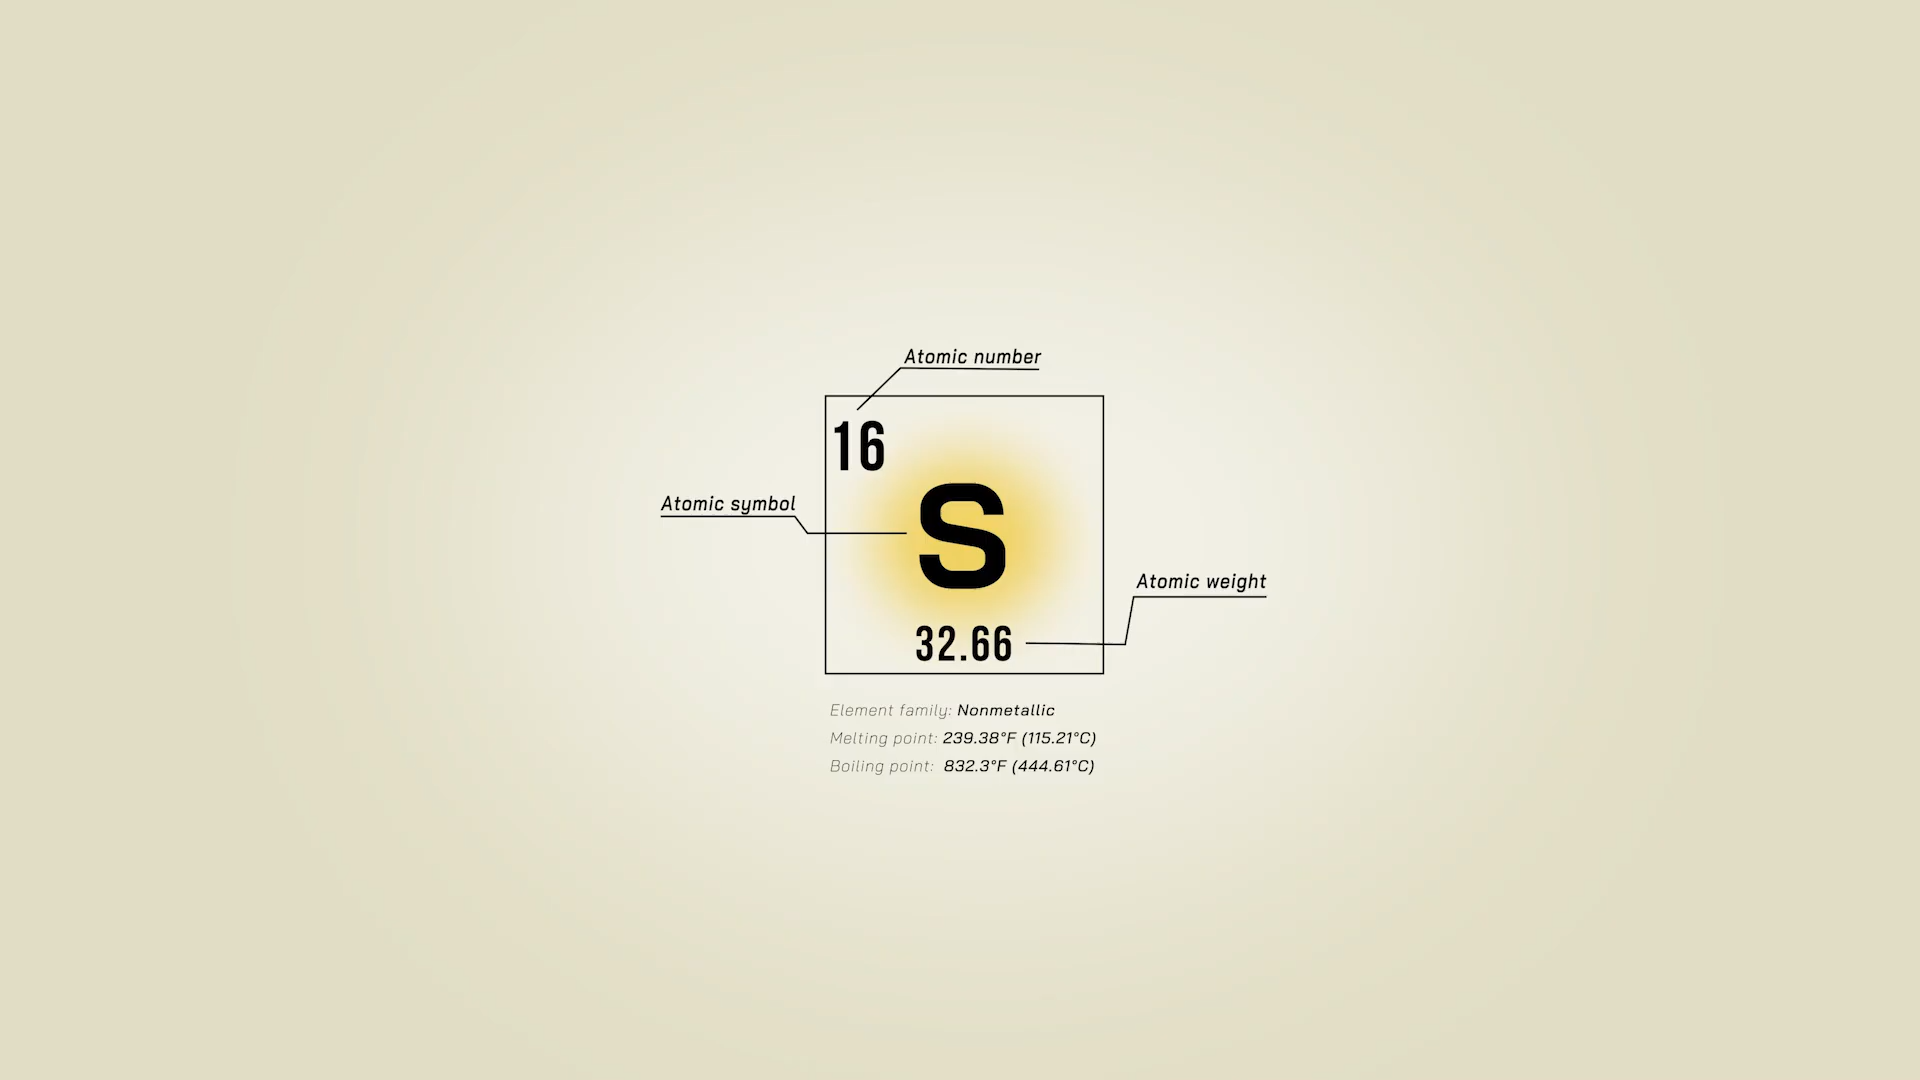 Atomic number
16
Atomic symbol
S
Atomic weight
32.66
Element family: Nonmetallic
Melting point: 239.38°F (115.21°C)
Boiling point: 832.3°F (444.61°C)